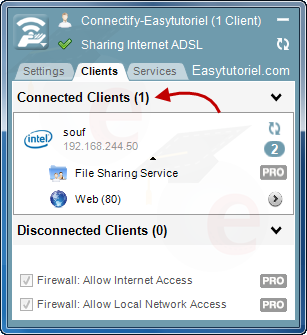 Connectify-Easytutoriel (1 Client)
Sharing Internet ADSL
Settings Clients Services Easytutoriel.com
Connected Clients (1)
intel souf
192.168.244.50 2
File Sharing Service PRO
Web (80)
Disconnected Clients (0)
Firewall: Allow Internet Access PRO
Firewall: Allow Local Network Access PRO